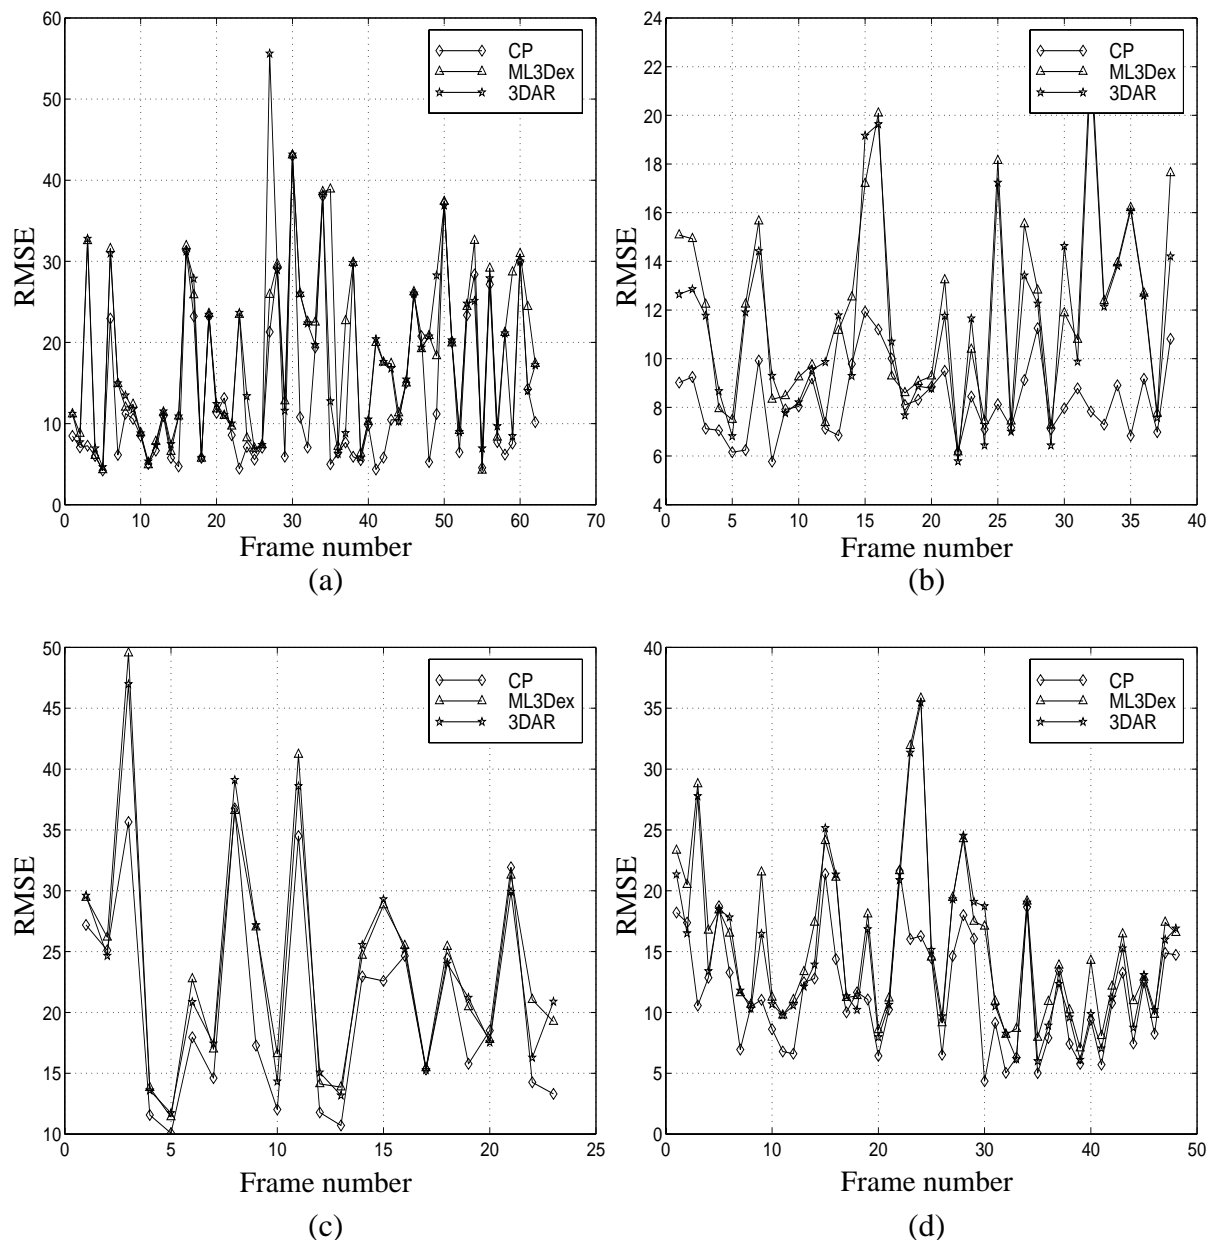 60
50
40
30
20
10
0
RMSE
CP
ML3Dex
3DAR
0 10 20 30 40 50 60 70
Frame number
(a)
24
22
20
18
16
14
12
10
8
6
4
RMSE
CP
ML3Dex
3DAR
0 5 10 15 20 25 30 35 40
Frame number
(b)
50
45
40
35
30
25
20
15
10
RMSE
CP
ML3Dex
3DAR
0 5 10 15 20 25
Frame number
(c)
40
35
30
25
20
15
10
5
0
RMSE
CP
ML3Dex
3DAR
0 10 20 30 40 50
Frame number
(d)